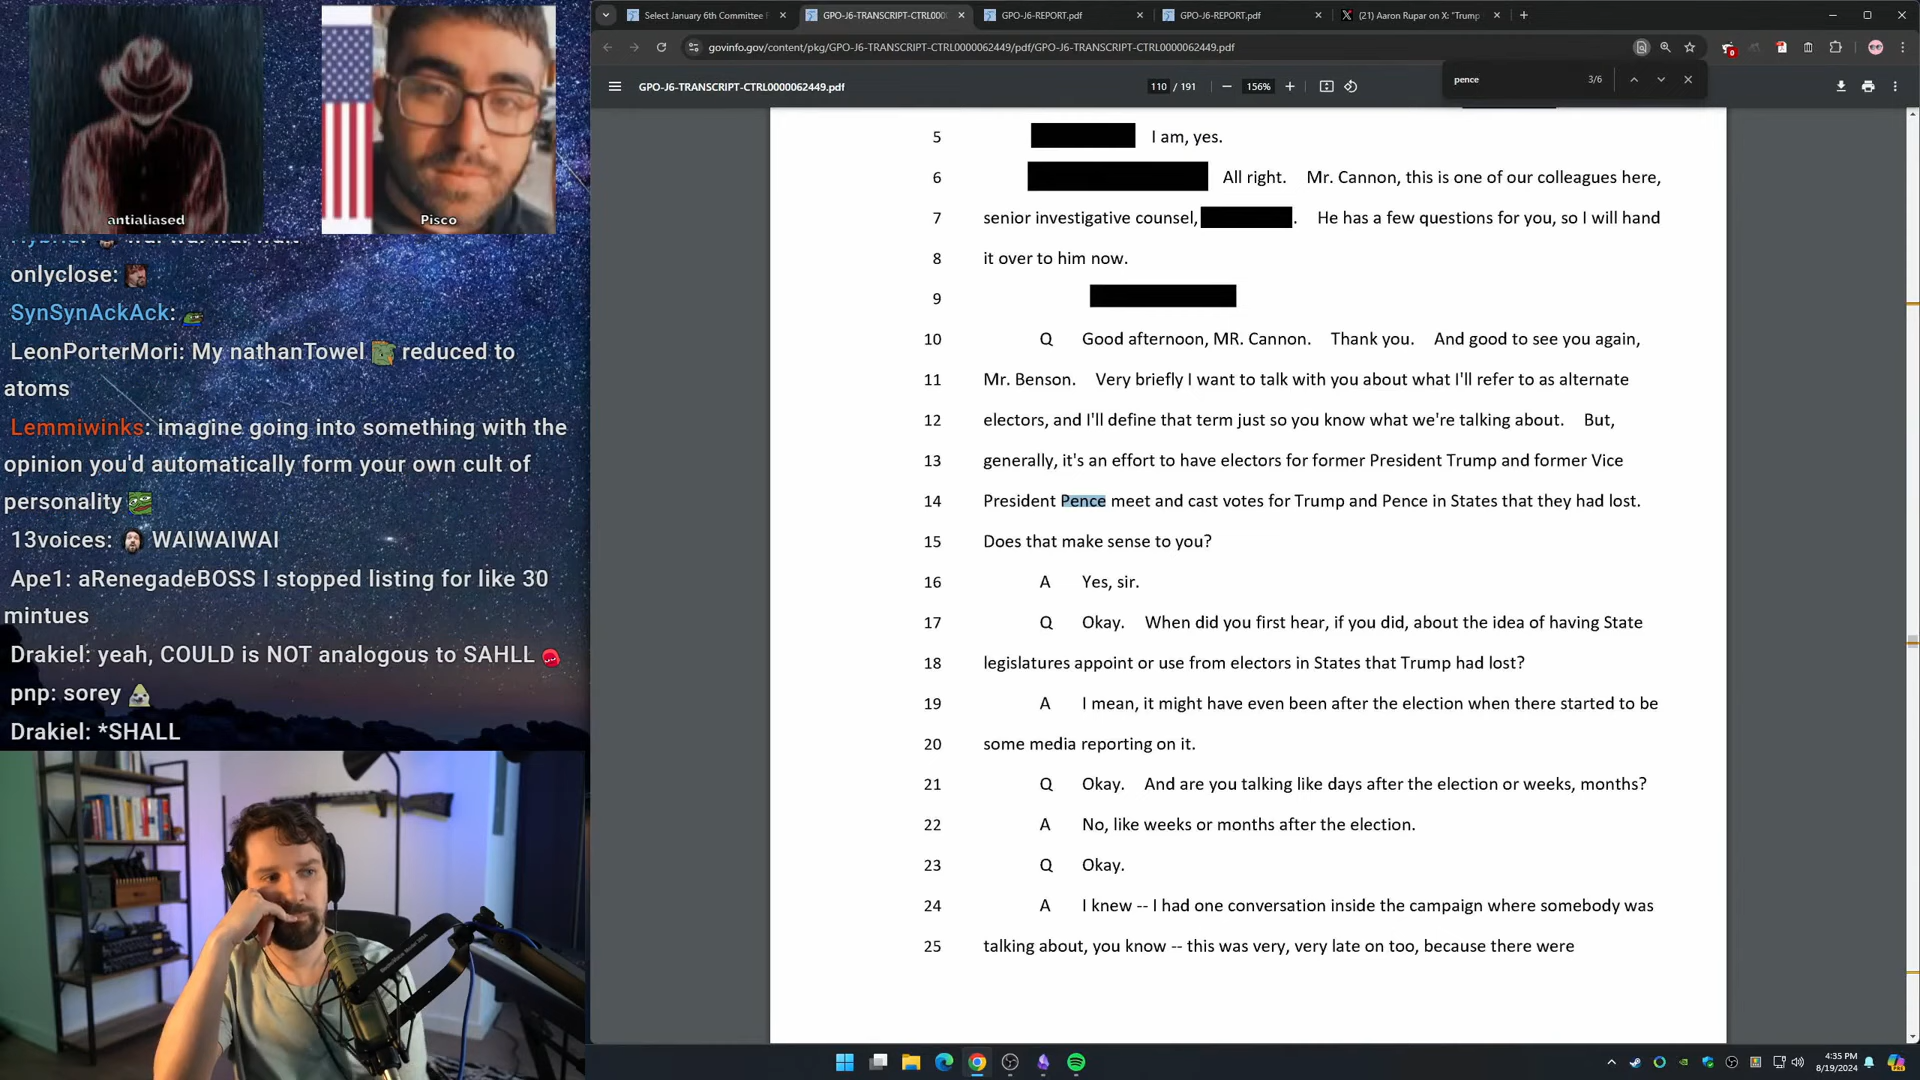 Select January 6th Committee F
GPO-J6-TRANSCRIPT-CTRL0000
GPO-J6-REPORT.pdf
GPO-J6-REPORT.pdf
(21) Aaron Rupar on X: "Trump
govinfo.gov/content/pkg/GPO-J6-TRANSCRIPT-CTRL0000062449/pdf/GPO-J6-TRANSCRIPT-CTRL0000062449.pdf
pence 3/6
GPO-J6-TRANSCRIPT-CTRL0000062449.pdf
110 / 191
156%
antialiased
Pisco
onlyclose:
SynSynAckAck:
LeonPorterMori: My nathanTowel reduced to
atoms
Lemmiwinks: imagine going into something with the
opinion you'd automatically form your own cult of
personality
13voices: WAIWAIWAI
Ape1: aRenegadeBOSS I stopped listing for like 30
mintues
Drakiel: yeah, COULD is NOT analogous to SAHLL
pnp: sorey
Drakiel: *SHALL
5 I am, yes.
6 All right. Mr. Cannon, this is one of our colleagues here,
7 senior investigative counsel, . He has a few questions for you, so I will hand
8 it over to him now.
9
10 Q Good afternoon, MR. Cannon. Thank you. And good to see you again,
11 Mr. Benson. Very briefly I want to talk with you about what I'll refer to as alternate
12 electors, and I'll define that term just so you know what we're talking about. But,
13 generally, it's an effort to have electors for former President Trump and former Vice
14 President Pence meet and cast votes for Trump and Pence in States that they had lost.
15 Does that make sense to you?
16 A Yes, sir.
17 Q Okay. When did you first hear, if you did, about the idea of having State
18 legislatures appoint or use from electors in States that Trump had lost?
19 A I mean, it might have even been after the election when there started to be
20 some media reporting on it.
21 Q Okay. And are you talking like days after the election or weeks, months?
22 A No, like weeks or months after the election.
23 Q Okay.
24 A I knew -- I had one conversation inside the campaign where somebody was
25 talking about, you know -- this was very, very late on too, because there were
4:35 PM
8/19/2024